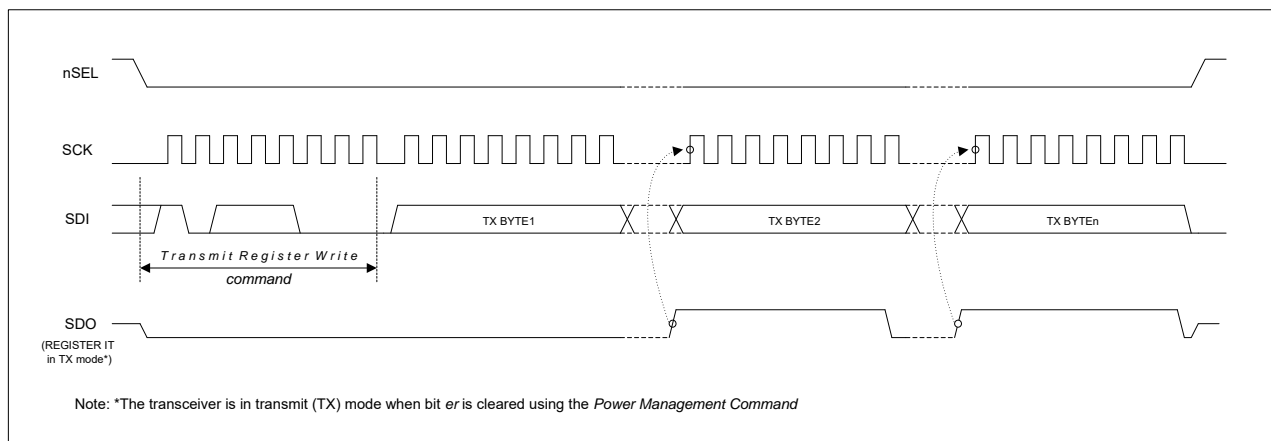 nSEL
SCK
SDI
TX BYTE1
TX BYTE2
TX BYTEn
Transmit Register Write
command
SDO
(REGISTER IT
in TX mode*)
Note: *The transceiver is in transmit (TX) mode when bit er is cleared using the Power Management Command